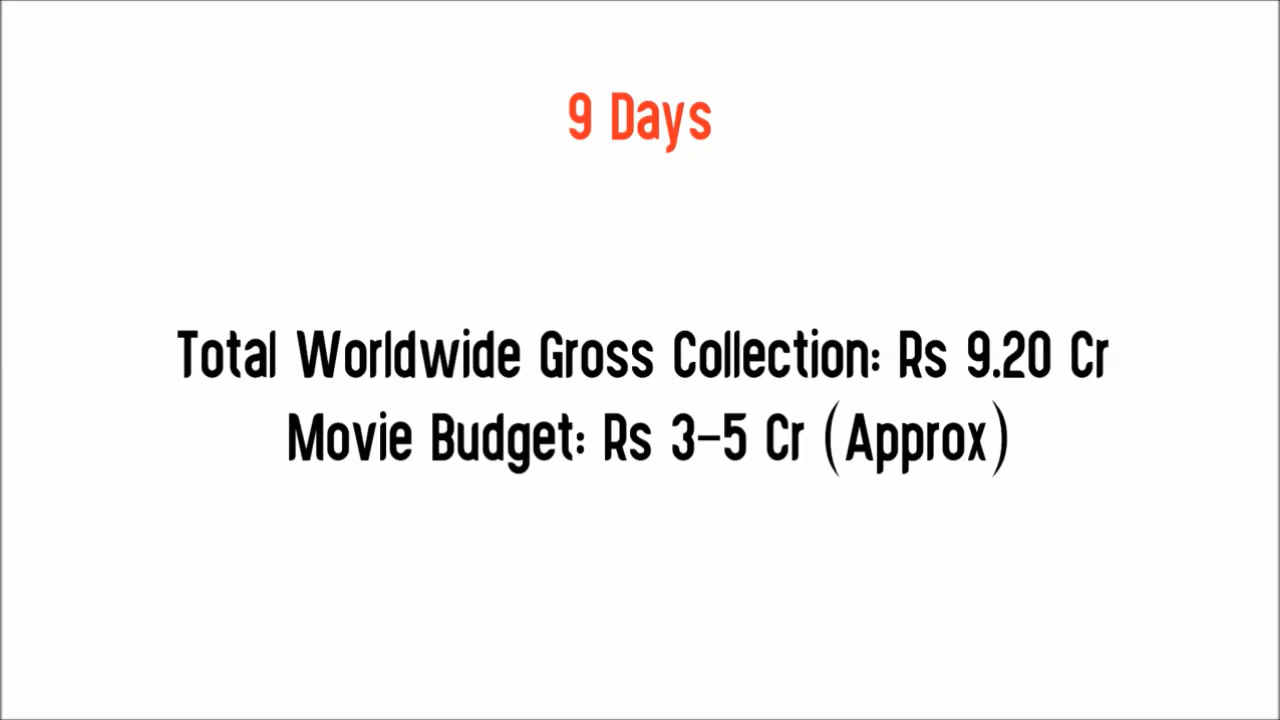 9 Days
Total Worldwide Gross Collection: Rs 9.20 Cr
Movie Budget: Rs 3-5 Cr (Approx)